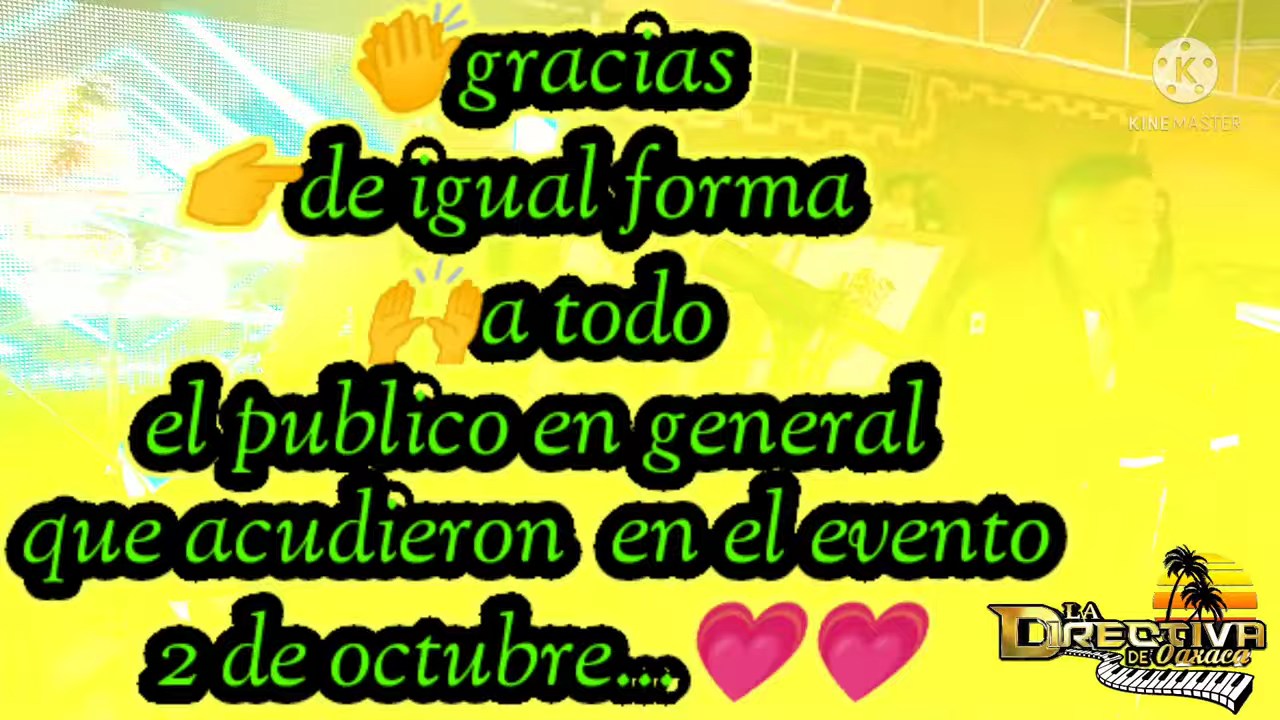 gracias
de igual forma
a todo
el publico en general
que acudieron en el evento
2 de octubre...
K
KINEMASTER
LA
DIRECTIVA
DE Oaxaca